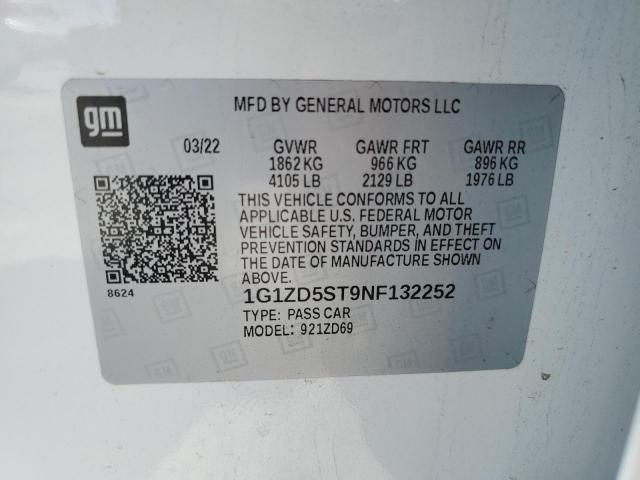 gm
MFD BY GENERAL MOTORS LLC
03/22 GVWR GAWR FRT GAWR RR
1862 KG 966 KG 896 KG
4105 LB 2129 LB 1976 LB
THIS VEHICLE CONFORMS TO ALL
APPLICABLE U.S. FEDERAL MOTOR
VEHICLE SAFETY, BUMPER, AND THEFT
PREVENTION STANDARDS IN EFFECT ON
THE DATE OF MANUFACTURE SHOWN
ABOVE.
8624
1G1ZD5ST9NF132252
TYPE: PASS CAR
MODEL: 921ZD69